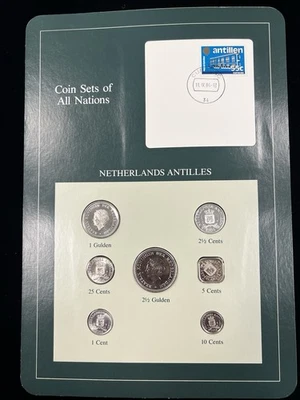 Coin Sets of
All Nations
antillen
55c
NETHERLANDS ANTILLES
1 Gulden
2½ Cents
25 Cents
2½ Gulden
5 Cents
1 Cent
10 Cents